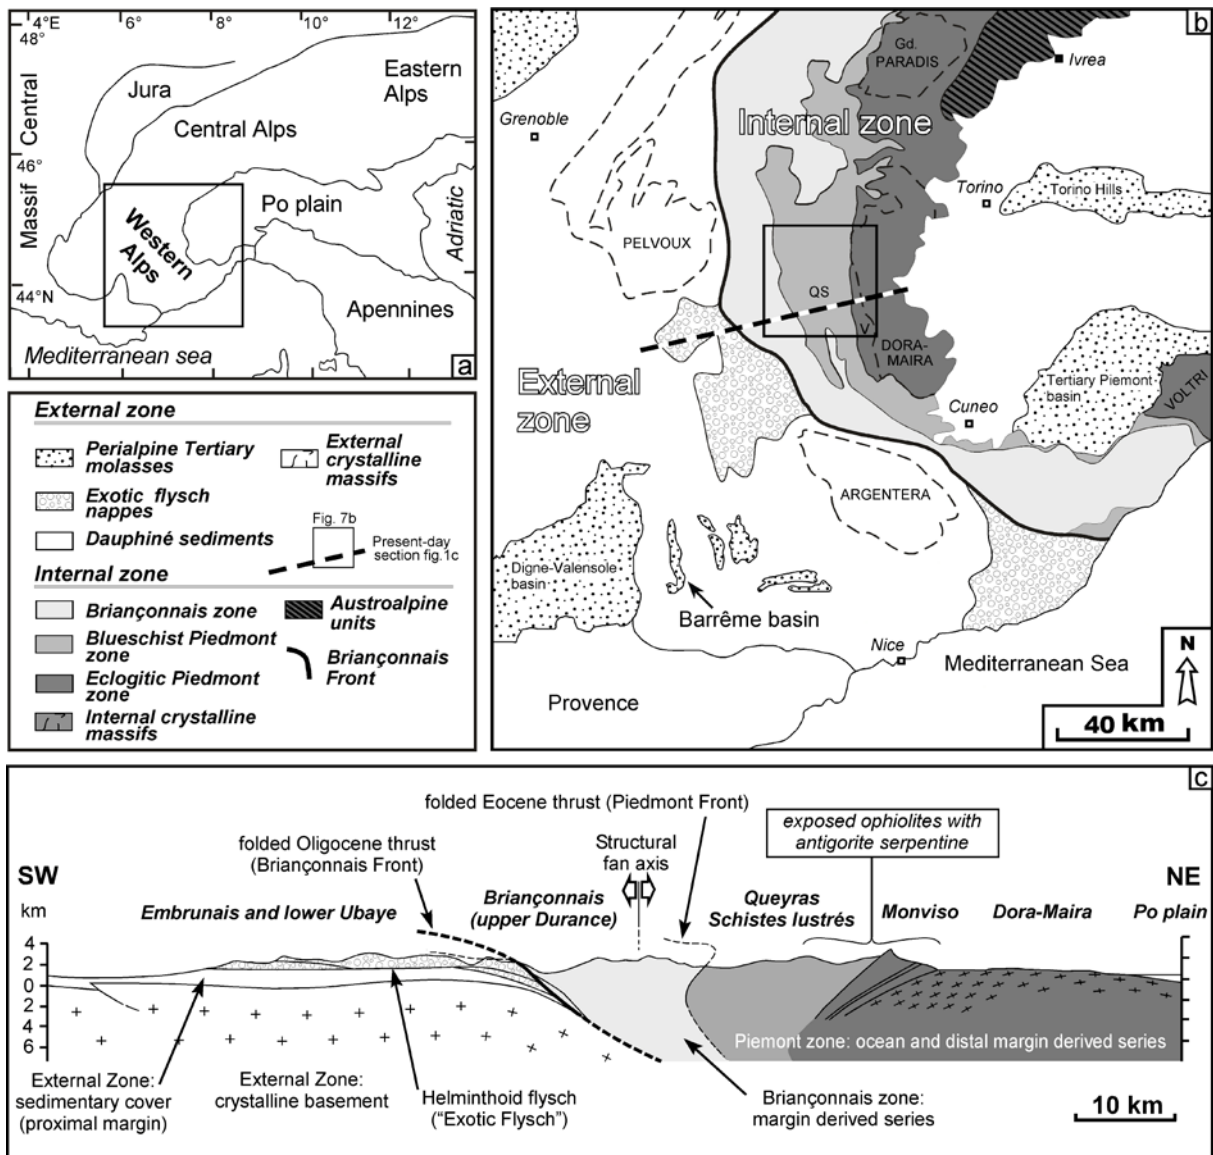 4°E
6°
8°
10°
12°
48°
Massif Central
Jura
Eastern
Alps
Central Alps
46°
Po plain
Adriatic
Western
Alps
44°N
Apennines
Mediterranean sea
a
External zone
Perialpine Tertiary
molasses
External
crystalline
massifs
Exotic flysch
nappes
Dauphiné sediments
Fig. 7b
Present-day
section fig.1c
Internal zone
Briançonnais zone
Austroalpine
units
Blueschist Piedmont
zone
Briançonnais
Front
Eclogitic Piedmont
zone
Internal crystalline
massifs
b
Gd.
PARADIS
Ivrea
Grenoble
Internal zone
Torino
Torino Hills
PELVOUX
QS
V
DORA-
MAIRA
External
zone
Tertiary Piemont
basin
VOLTRI
Cuneo
ARGENTERA
Digne-Valensole
basin
Barrême basin
Nice
Mediterranean Sea
Provence
N
40 km
c
folded Eocene thrust (Piedmont Front)
exposed ophiolites with
antigorite serpentine
folded Oligocene thrust
(Briançonnais Front)
Structural
fan axis
SW
NE
km
Embrunais and lower Ubaye
Briançonnais
(upper Durance)
Queyras
Schistes lustrés
Monviso
Dora-Maira
Po plain
4
2
0
2
4
6
Piemont zone: ocean and distal margin derived series
External Zone:
sedimentary cover
(proximal margin)
External Zone:
crystalline basement
Helminthoid flysch
(“Exotic Flysch”)
Briançonnais zone:
margin derived series
10 km